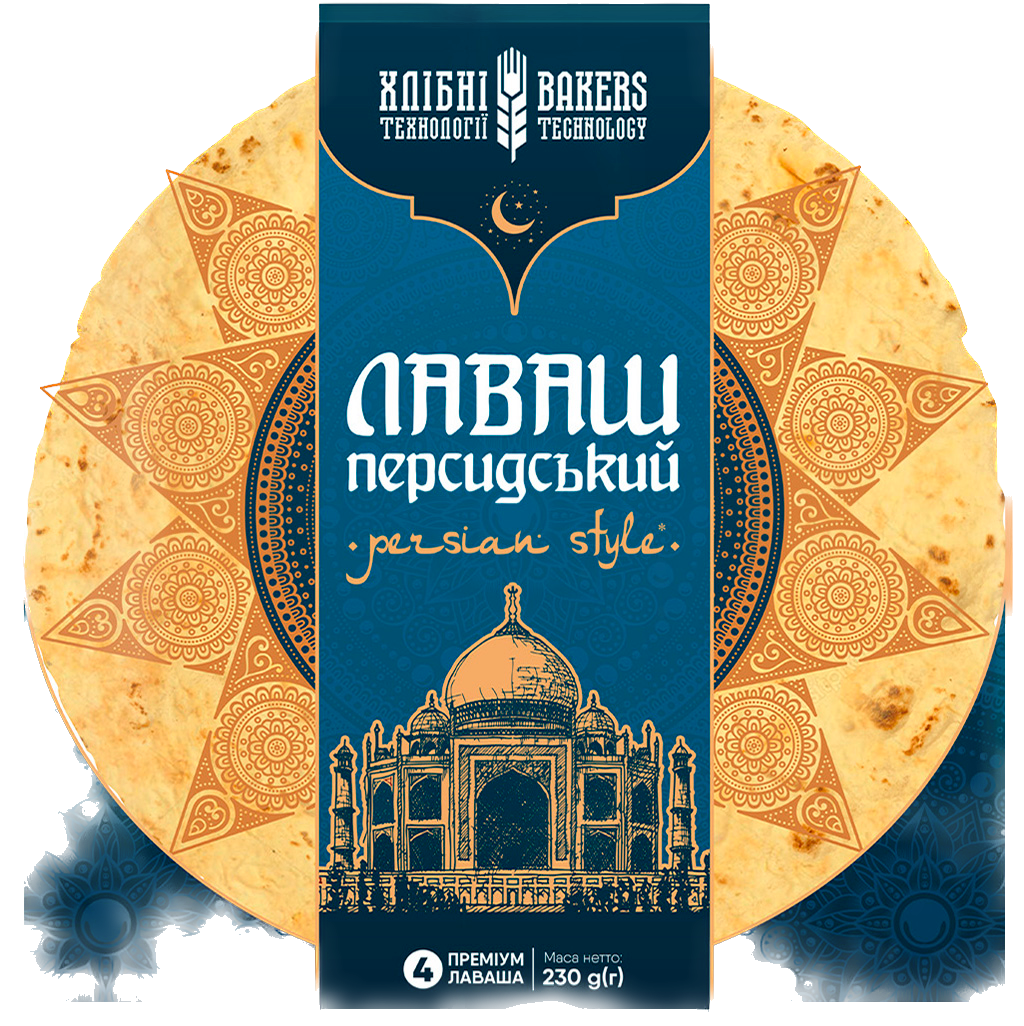 ХЛІБНІ
ТЕХНОЛОГІЇ
BAKERS
TECHNOLOGY
ЛАВАШ
персидський
persian style*
4
ПРЕМІУМ
ЛАВАША
Маса нетто:
230 g(г)